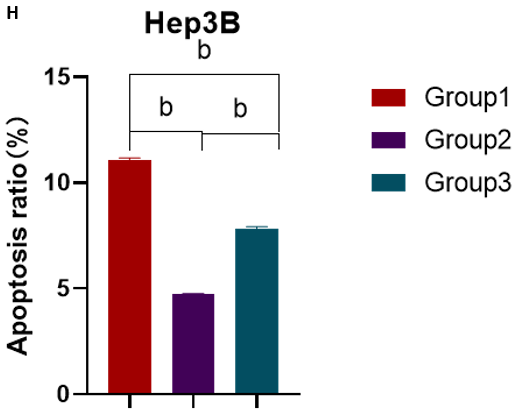 H
Hep3B
b
b b
15
10
5
0
Apoptosis ratio(%)
Group1
Group2
Group3